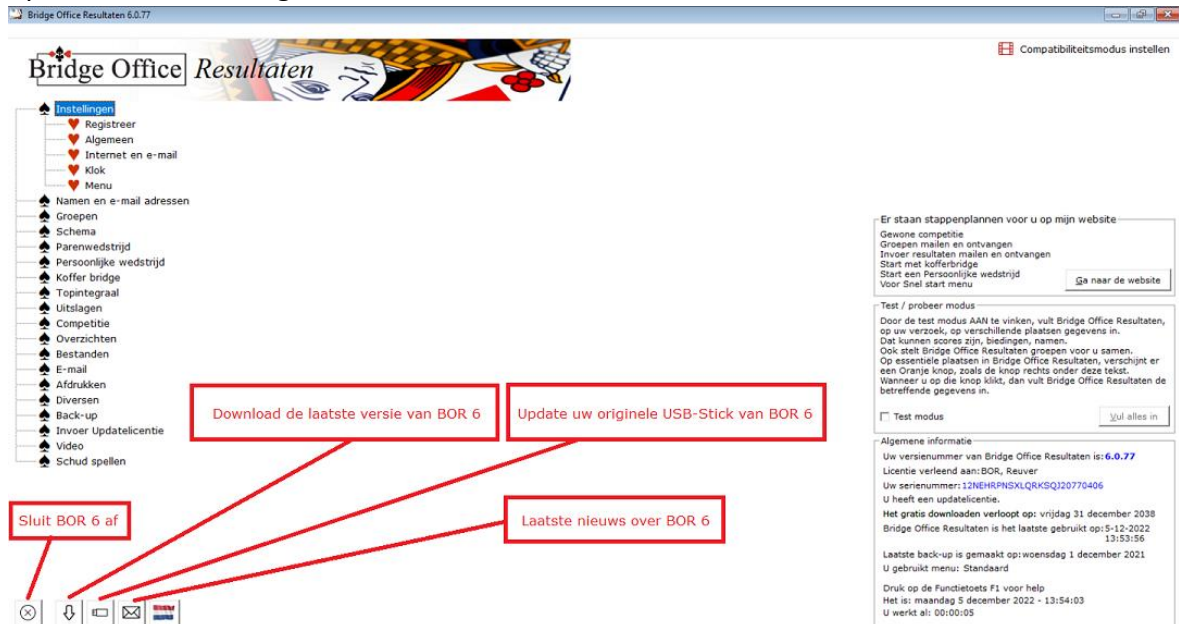 Bridge Office Resultaten 6.0.77
Compatibiliteitsmodus instellen
Bridge Office Resultaten
Instellingen
Registreer
Algemeen
Internet en e-mail
Klok
Menu
Namen en e-mail adressen
Groepen
Schema
Parenwedstrijd
Persoonlijke wedstrijd
Koffer bridge
Topintegraal
Uitslagen
Competitie
Overzichten
Bestanden
E-mail
Afdrukken
Diversen
Back-up
Invoer Updatelicentie
Video
Schud spellen
Download de laatste versie van BOR 6
Update uw originele USB-Stick van BOR 6
Sluit BOR 6 af
Laatste nieuws over BOR 6
Er staan stappenplannen voor u op mijn website
Gewone competitie
Groepen mailen en ontvangen
Invoer resultaten mailen en ontvangen
Start met kofferbridge
Start een Persoonlijke wedstrijd
Voor Snel start menu
Ga naar de website
Test / probeer modus
Door de test modus AAN te vinken, vult Bridge Office Resultaten,
op uw verzoek, op verschillende plaatsen gegevens in.
Dat kunnen scores zijn, biedingen, namen.
Ook stelt Bridge Office Resultaten groepen voor u samen.
Op essentiële plaatsen in Bridge Office Resultaten, verschijnt er
een Oranje knop, zoals de knop rechts onder deze tekst.
Wanneer u op die knop klikt, dan vult Bridge Office Resultaten de
betreffende gegevens in.
Test modus
Vul alles in
Algemene informatie
Uw versienummer van Bridge Office Resultaten is: 6.0.77
Licentie verleend aan: BOR, Reuver
Uw serienummer: 12NEHRPNSXLQRKSQJ20770406
U heeft een updatelicentie.
Het gratis downloaden verloopt op: vrijdag 31 december 2038
Bridge Office Resultaten is het laatste gebruikt op: 5-12-2022
13:53:56
Laatste back-up is gemaakt op: woensdag 1 december 2021
U gebruikt menu: Standaard
Druk op de Functietoets F1 voor help
Het is: maandag 5 december 2022 - 13:54:03
U werkt al: 00:00:05